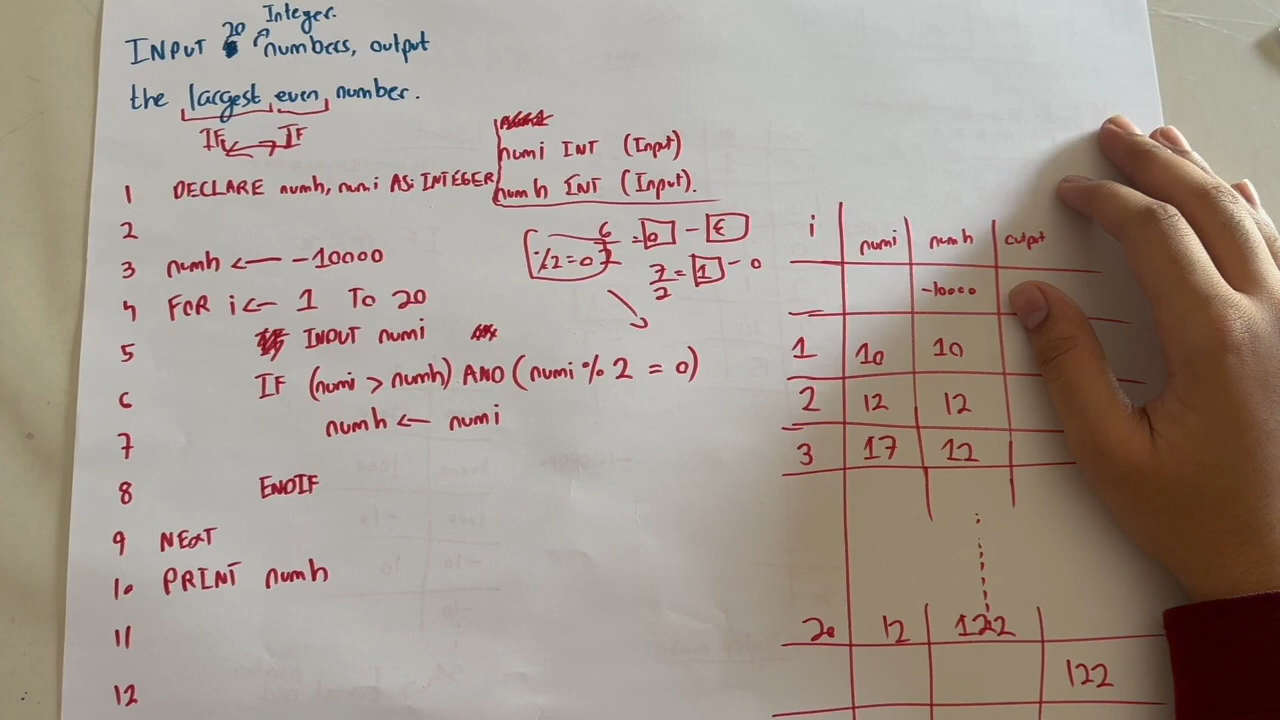 Integer.
INPUT 20 numbers, output
the largest even number.
IF IF
numi INT (Input)
numh INT (Input).
1 DECLARE numh, numi AS INTEGER
2
3 numh ← -10000
4 FOR i ← 1 TO 20
5 INPUT numi
6 IF (numi > numh) AND (numi % 2 = 0)
7 numh ← numi
8 ENDIF
9 NEXT
10 PRINT numh
11
12
%2=0
6 = 0 - E
7/2 = 1 - 0
i numi numh output
-10000
1 10 10
2 12 12
3 17 12
20 12 122
122